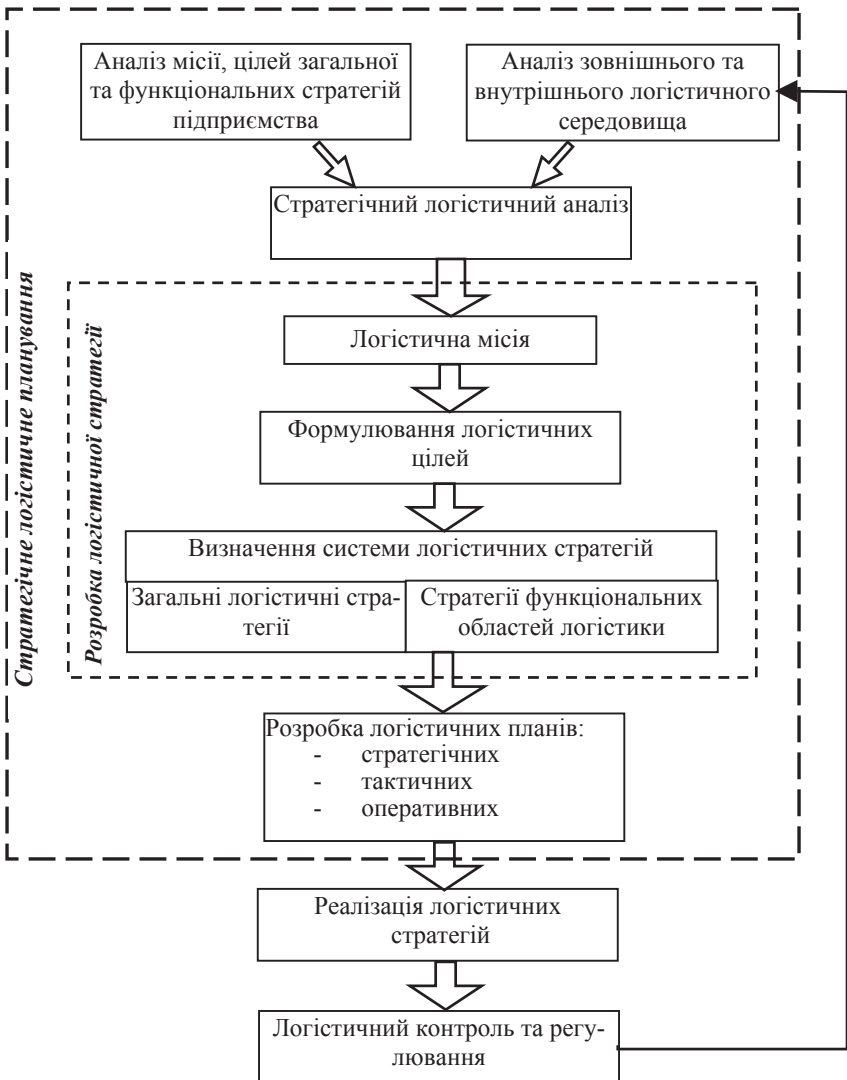 Аналіз місії, цілей загальної
та функціональних стратегій
підприємства
Аналіз зовнішнього та
внутрішнього логістичного
середовища
Стратегічний логістичний аналіз
Стратегічне логістичне планування
Розробка логістичної стратегії
Логістична місія
Формулювання логістичних
цілей
Визначення системи логістичних стратегій
Загальні логістичні стра-
тегії
Стратегії функціональних
областей логістики
Розробка логістичних планів:
- стратегічних
- тактичних
- оперативних
Реалізація логістичних
стратегій
Логістичний контроль та регу-
лювання